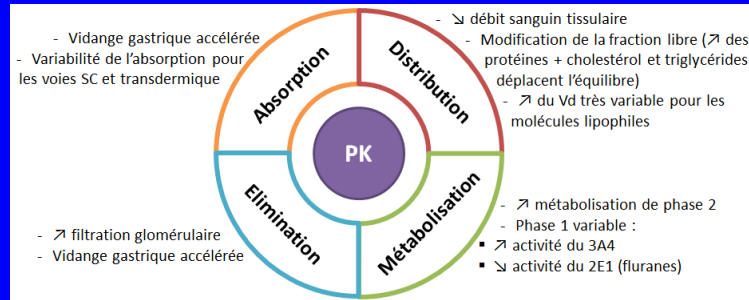 - Vidange gastrique accélérée
- Variabilité de l'absorption pour
les voies SC et transdermique
Absorption
- ↘ débit sanguin tissulaire
- Modification de la fraction libre (↗ des
protéines + cholestérol et triglycérides
déplacent l'équilibre)
- ↗ du Vd très variable pour les
molécules lipophiles
Distribution
PK
Elimination
- ↗ filtration glomérulaire
- Vidange gastrique accélérée
Métabolisation
- ↗ métabolisation de phase 2
- Phase 1 variable :
▪ ↗ activité du 3A4
▪ ↘ activité du 2E1 (fluranes)